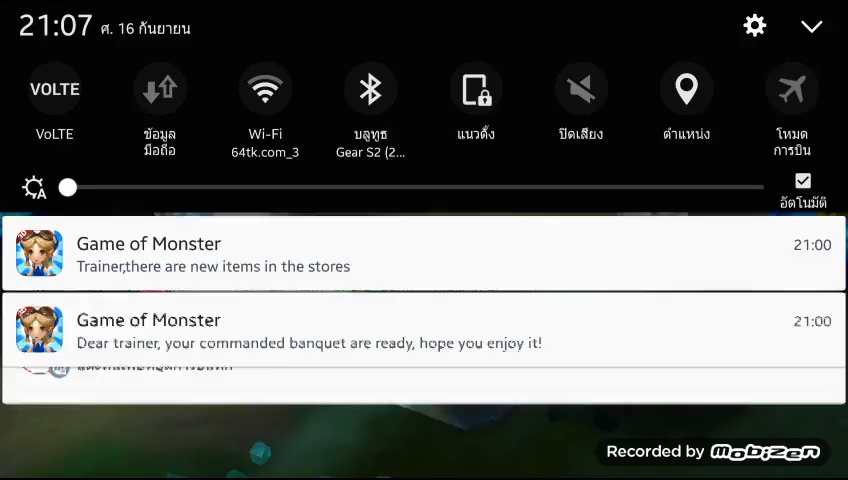 21:07 ศ. 16 กันยายน
VOLTE
VoLTE
ข้อมูล
มือถือ
Wi-Fi
64tk.com_3
บลูทูธ
Gear S2 (2...
แนวตั้ง
ปิดเสียง
ตำแหน่ง
โหมด
การบิน
A
อัตโนมัติ
Game of Monster 21:00
Trainer,there are new items in the stores
Game of Monster 21:00
Dear trainer, your commanded banquet are ready, hope you enjoy it!
Recorded by Mobizen